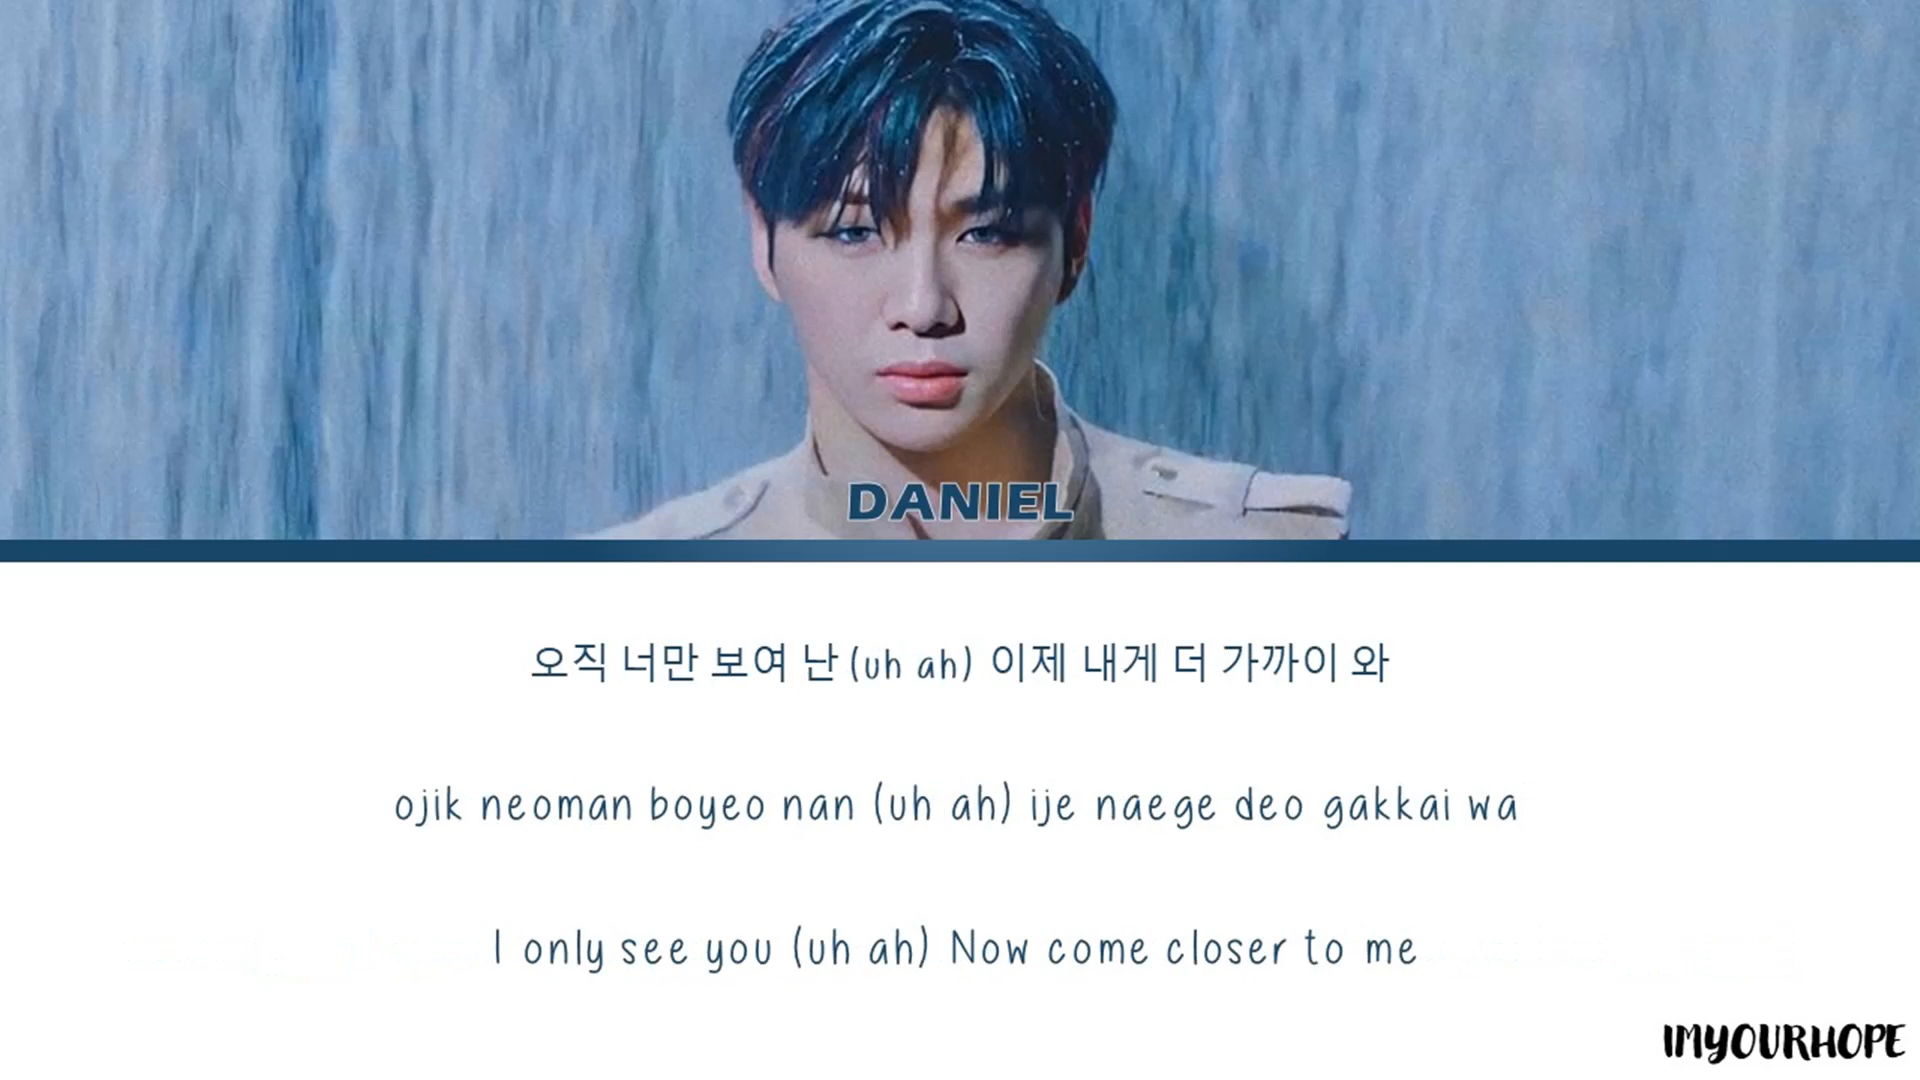 DANIEL
오직 너만 보여 난 (uh ah) 이제 내게 더 가까이 와
ojik neoman boyeo nan (uh ah) ije naege deo gakkai wa
I only see you (uh ah) Now come closer to me
IMYOURHOPE